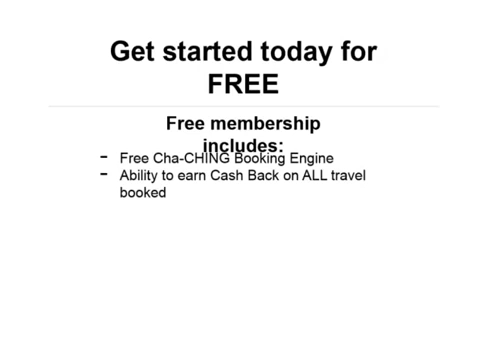 Get started today for
FREE
Free membership
includes:
- Free Cha-CHING Booking Engine
- Ability to earn Cash Back on ALL travel
booked